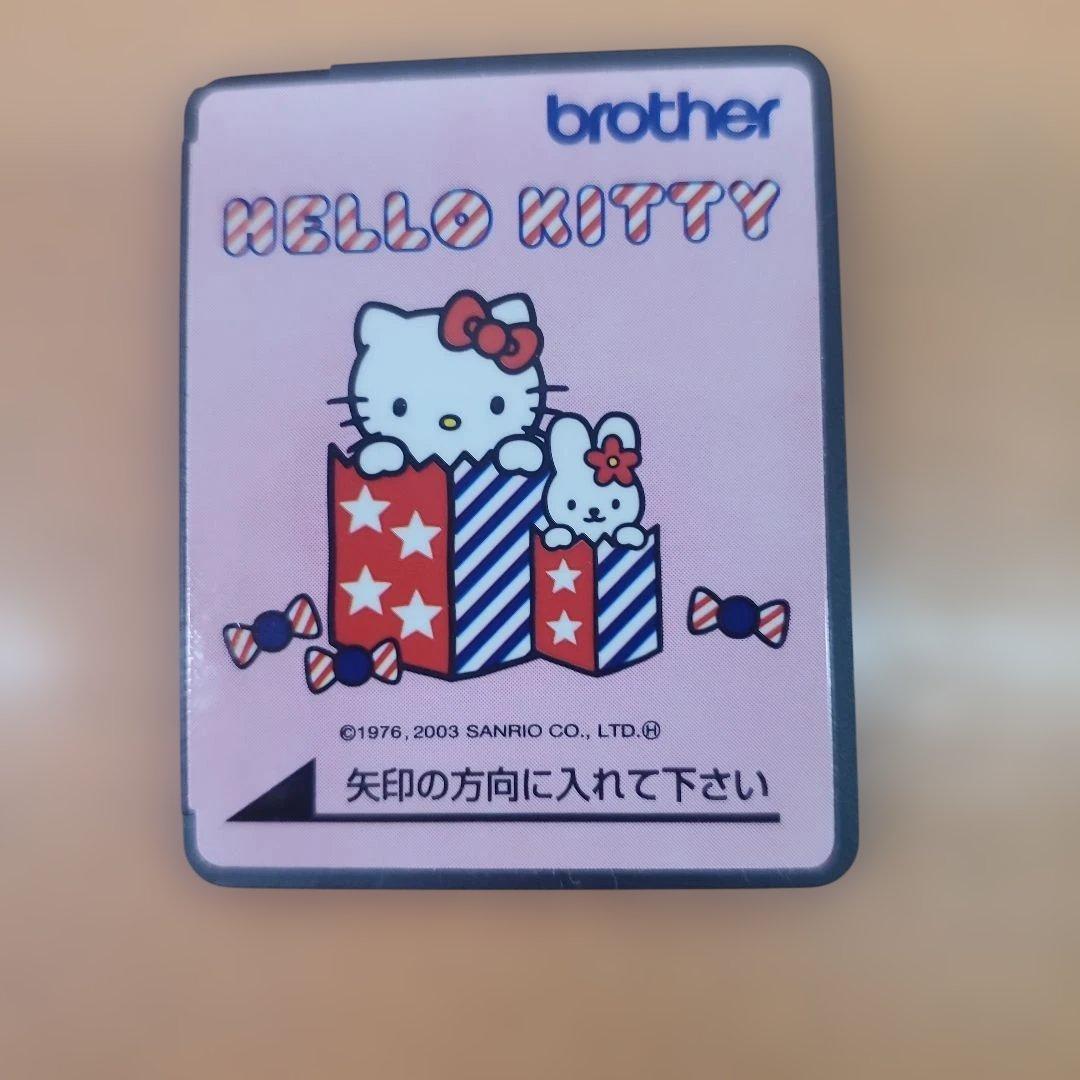 brother
HELLO KITTY
©1976, 2003 SANRIO CO., LTD.Ⓗ
矢印の方向に入れて下さい